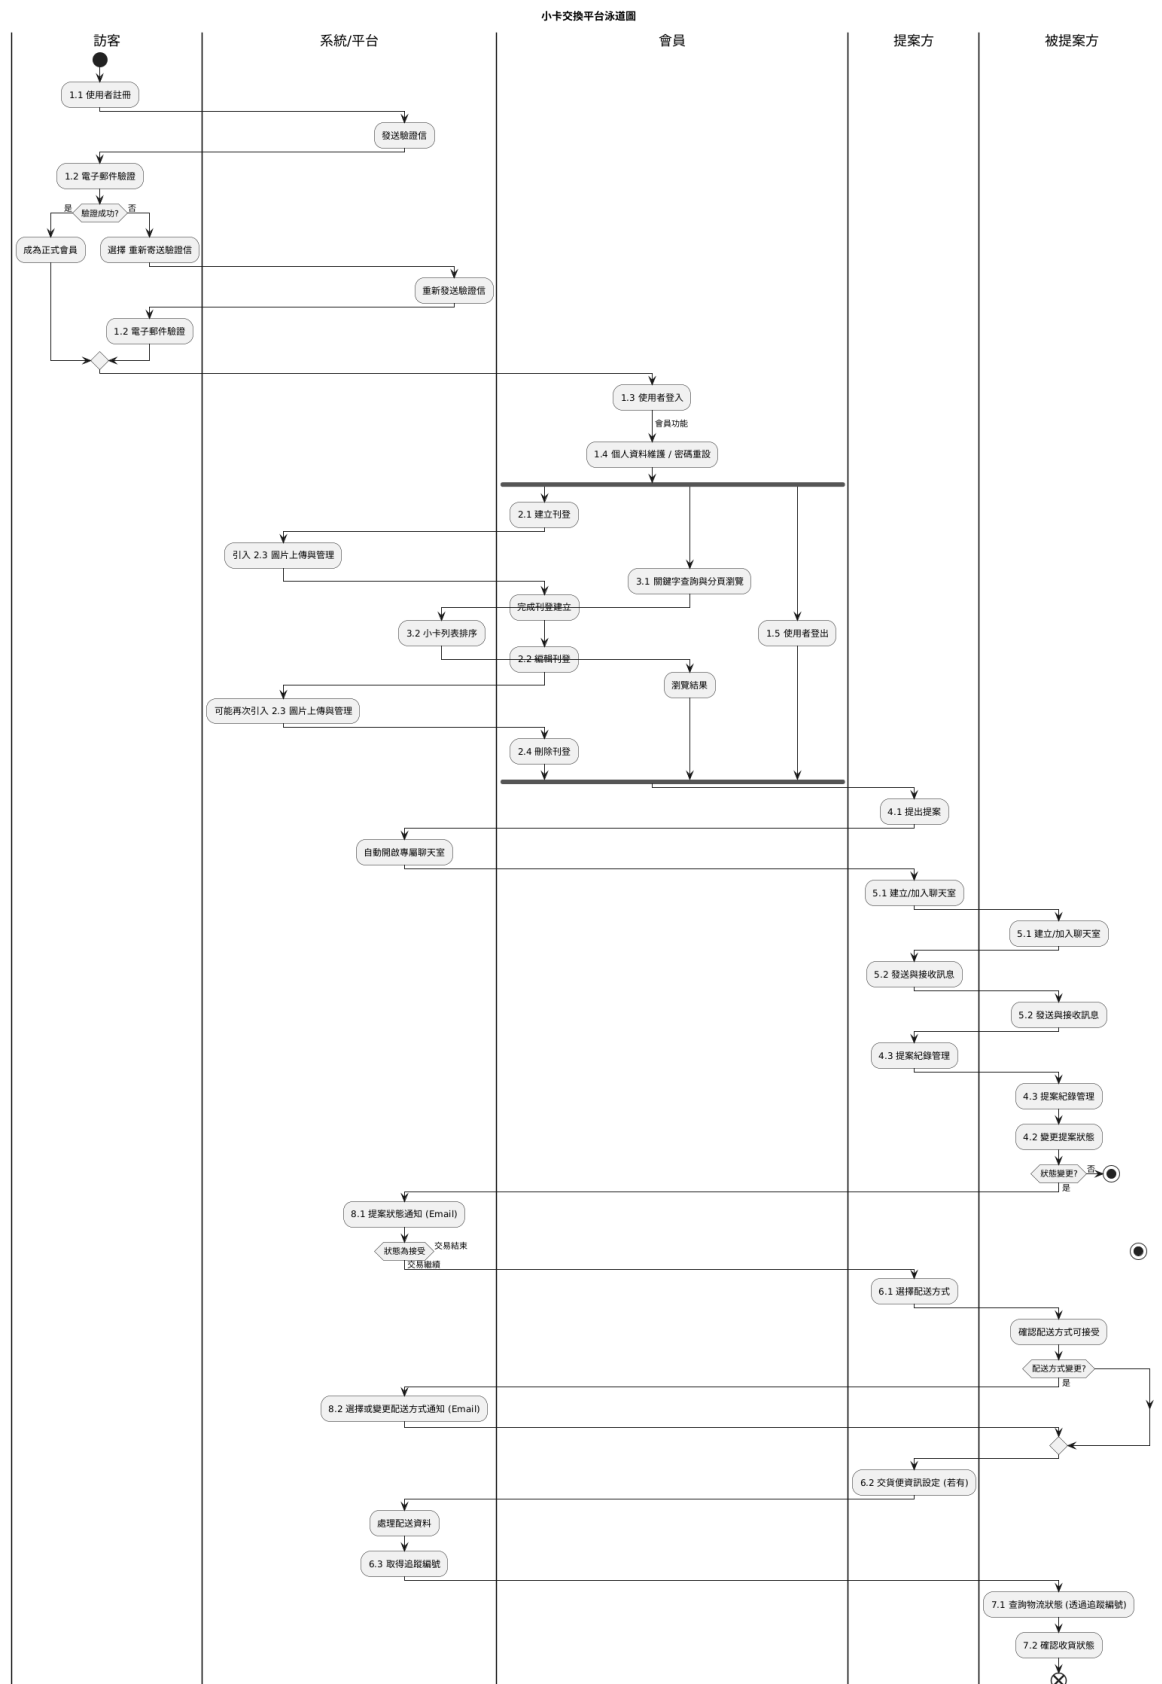 小卡交換平台泳道圖
訪客
系統/平台
會員
提案方
被提案方
1.1 使用者註冊
發送驗證信
1.2 電子郵件驗證
是
驗證成功?
否
成為正式會員
選擇 重新寄送驗證信
重新發送驗證信
1.2 電子郵件驗證
1.3 使用者登入
會員功能
1.4 個人資料維護 / 密碼重設
2.1 建立刊登
引入 2.3 圖片上傳與管理
3.1 關鍵字查詢與分頁瀏覽
完成刊登建立
3.2 小卡列表排序
1.5 使用者登出
2.2 編輯刊登
瀏覽結果
可能再次引入 2.3 圖片上傳與管理
2.4 刪除刊登
4.1 提出提案
自動開啟專屬聊天室
5.1 建立/加入聊天室
5.1 建立/加入聊天室
5.2 發送與接收訊息
5.2 發送與接收訊息
4.3 提案紀錄管理
4.3 提案紀錄管理
4.2 變更提案狀態
狀態變更?
否
是
8.1 提案狀態通知 (Email)
狀態為接受
交易結束
交易繼續
6.1 選擇配送方式
確認配送方式可接受
配送方式變更?
是
8.2 選擇或變更配送方式通知 (Email)
6.2 交貨便資訊設定 (若有)
處理配送資料
6.3 取得追蹤編號
7.1 查詢物流狀態 (透過追蹤編號)
7.2 確認收貨狀態